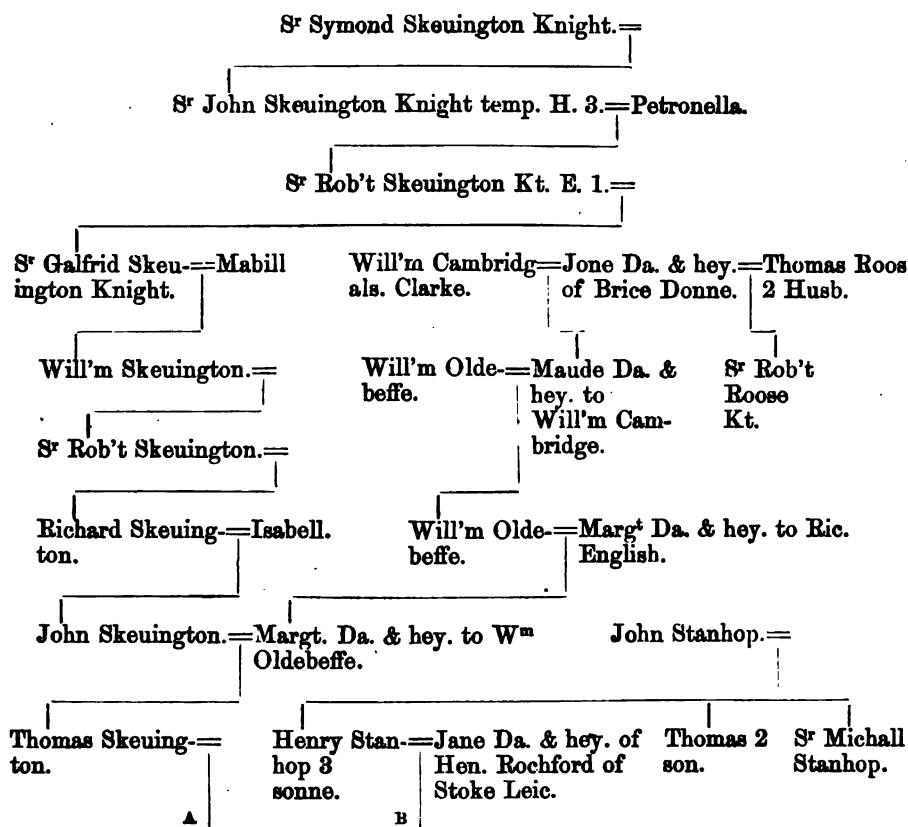 Sʳ Symond Skeuington Knight.=
Sʳ John Skeuington Knight temp. H. 3.=Petronella.
Sʳ Rob't Skeuington Kt. E. 1.=
Sʳ Galfrid Skeu-=Mabill
ington Knight.
Will'm Cambridg=Jone Da. & hey.=Thomas Roos
als. Clarke. of Brice Donne. 2 Husb.
Will'm Skeuington.=
Will'm Olde-=Maude Da. &
beffe. hey. to
Will'm Cam-
bridge.
Sʳ Rob't
Roose
Kt.
Sʳ Rob't Skeuington.=
Richard Skeuing-=Isabell.
ton.
Will'm Olde-=Margᵗ Da. & hey. to Ric.
beffe. English.
John Skeuington.=Margt. Da. & hey. to Wᵐ
Oldebeffe.
John Stanhop.=
Thomas Skeuing-=
ton.
Henry Stan-=Jane Da. & hey. of
hop 3 Hen. Rochford of
sonne. Stoke Leic.
Thomas 2
son.
Sʳ Michall
Stanhop.
A B